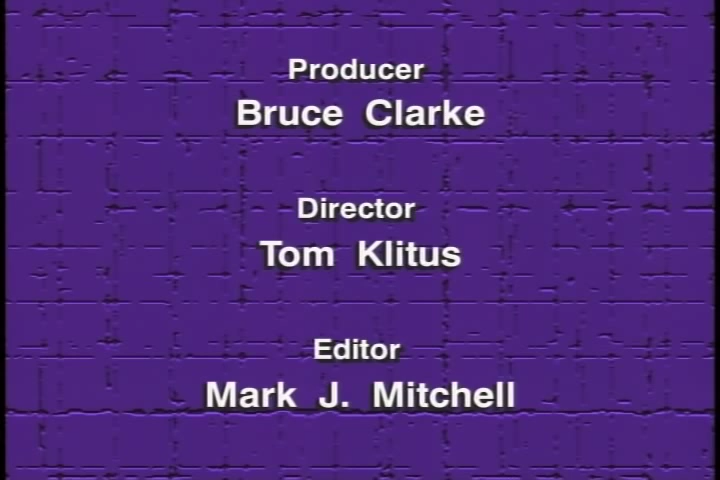 Producer
Bruce Clarke
Director
Tom Klitus
Editor
Mark J. Mitchell